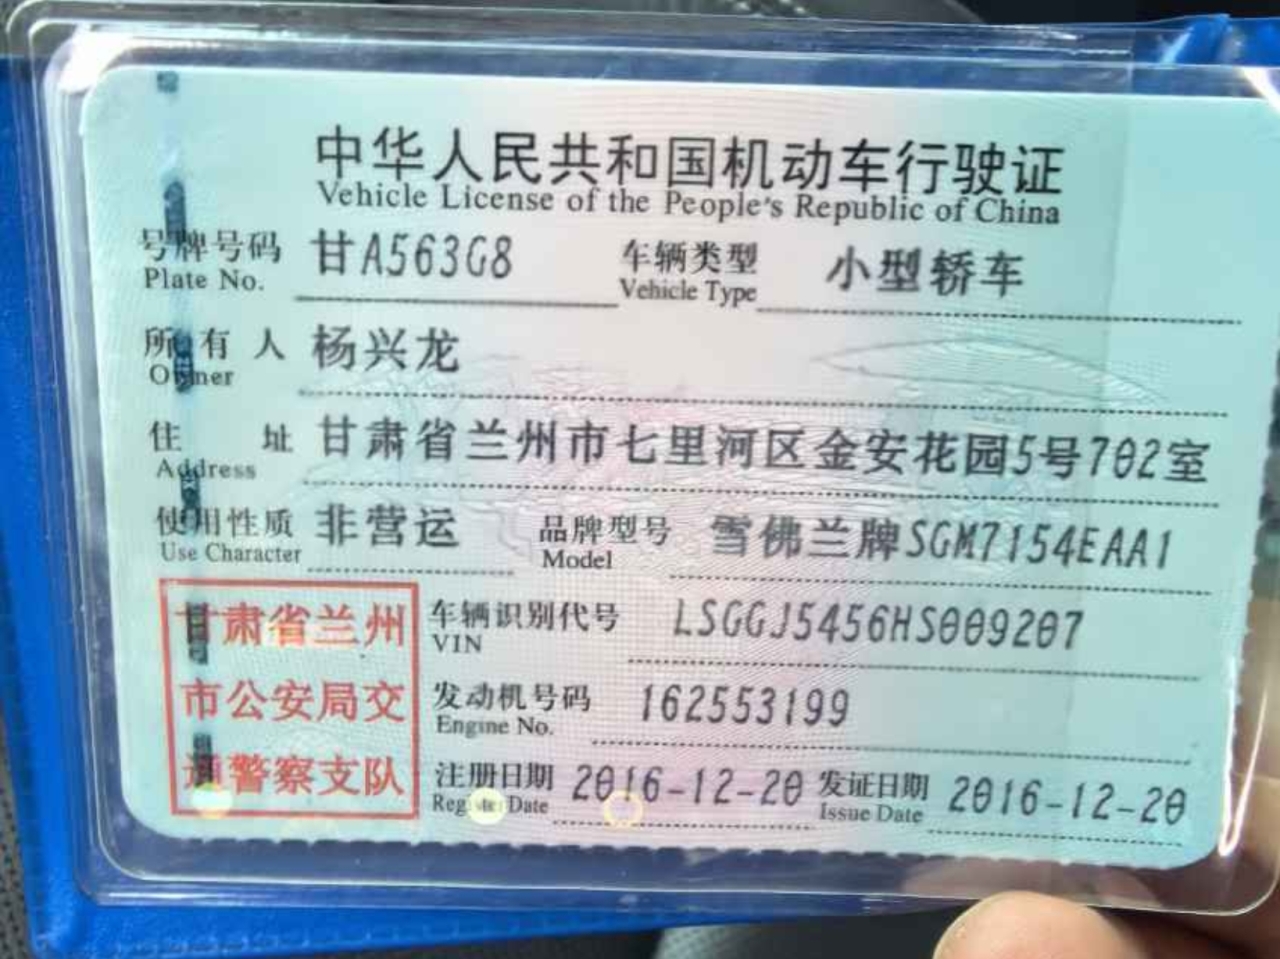 中华人民共和国机动车行驶证
Vehicle License of the People's Republic of China
号牌号码 甘A563G8 车辆类型 小型轿车
Plate No. Vehicle Type
所有人 杨兴龙
Owner
住址 甘肃省兰州市七里河区金安花园5号702室
Address
使用性质 非营运 品牌型号 雪佛兰牌SGM7154EAA1
Use Character Model
甘肃省兰州 车辆识别代号 LSGGJ5456HS009207
VIN
市公安局交 发动机号码 162553199
Engine No.
通警察支队 注册日期 2016-12-20 发证日期 2016-12-20
Register Date Issue Date